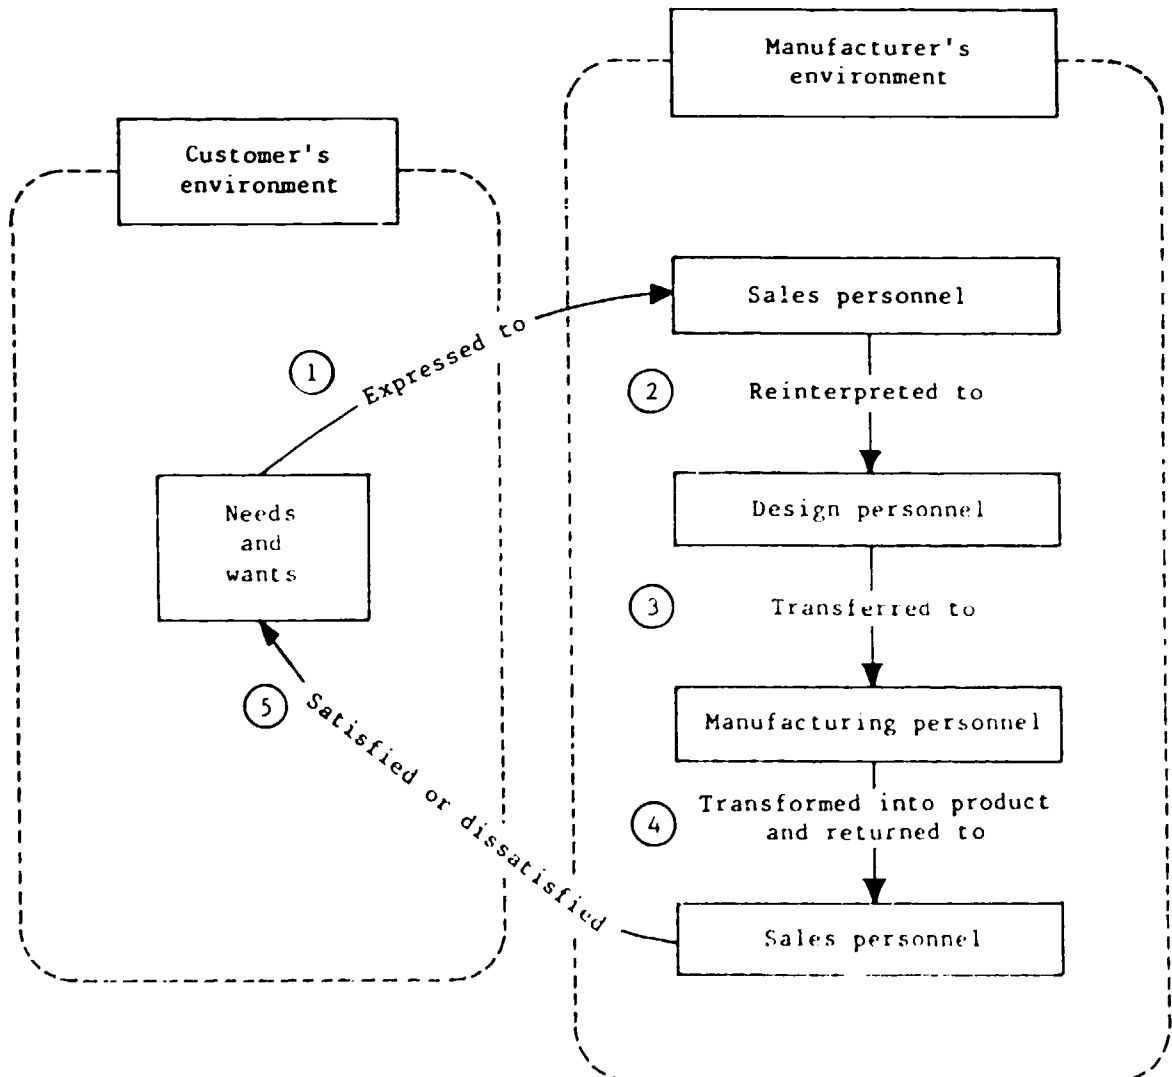 Manufacturer's
environment
Customer's
environment
Sales personnel
1
Expressed to
2
Reinterpreted to
Needs
and
wants
Design personnel
3
Transferred to
5
Satisfied or dissatisfied
Manufacturing personnel
4
Transformed into product
and returned to
Sales personnel